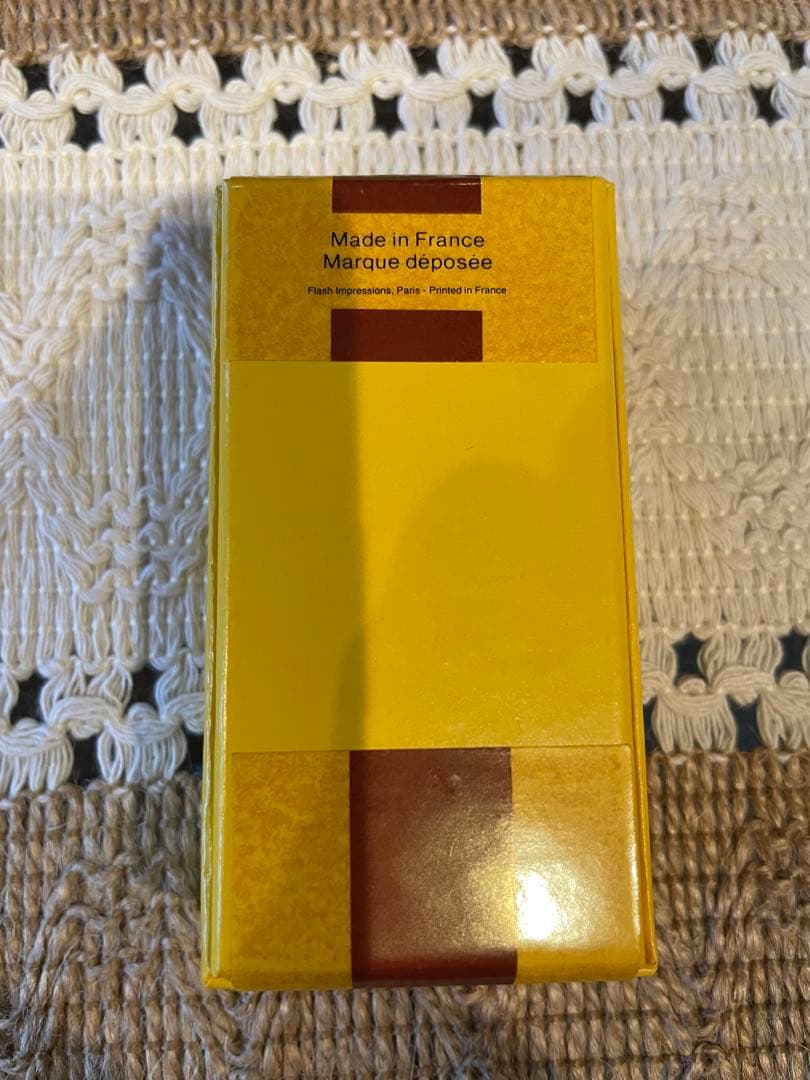 Made in France
Marque déposée
Flash-Impressions, Paris - Printed in France